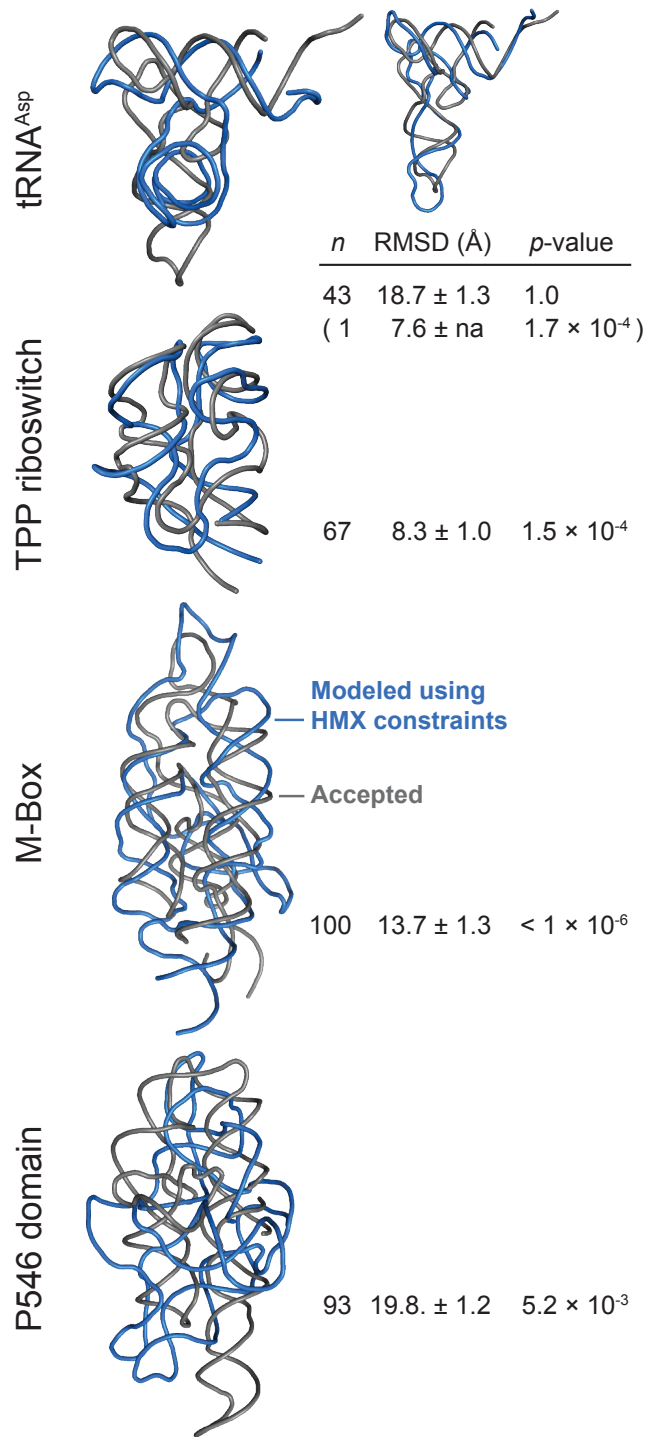 tRNA^Asp
n RMSD (Å) p-value
43 18.7 ± 1.3 1.0
( 1 7.6 ± na 1.7 × 10⁻⁴ )
TPP riboswitch
67 8.3 ± 1.0 1.5 × 10⁻⁴
M-Box
Modeled using
HMX constraints
Accepted
100 13.7 ± 1.3 < 1 × 10⁻⁶
P546 domain
93 19.8. ± 1.2 5.2 × 10⁻³